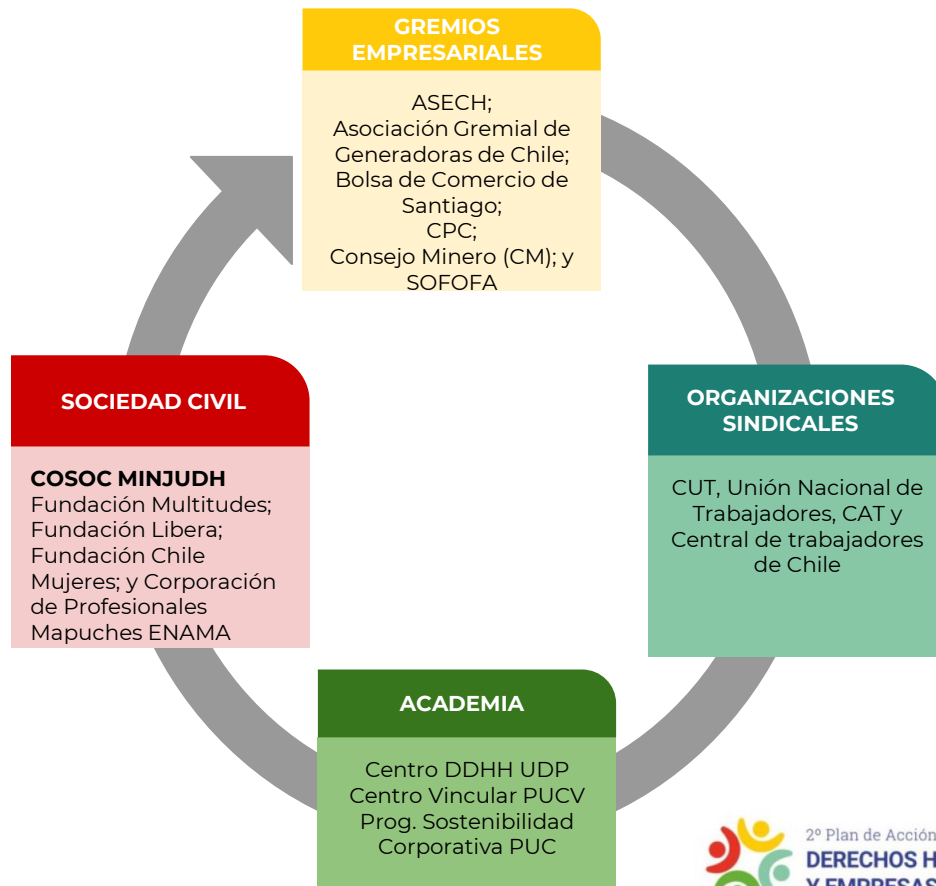 GREMIOS
EMPRESARIALES
ASECH;
Asociación Gremial de
Generadoras de Chile;
Bolsa de Comercio de
Santiago;
CPC;
Consejo Minero (CM); y
SOFOFA
SOCIEDAD CIVIL
COSOC MINJUDH
Fundación Multitudes;
Fundación Libera;
Fundación Chile
Mujeres; y Corporación
de Profesionales
Mapuches ENAMA
ORGANIZACIONES
SINDICALES
CUT, Unión Nacional de
Trabajadores, CAT y
Central de trabajadores
de Chile
ACADEMIA
Centro DDHH UDP
Centro Vincular PUCV
Prog. Sostenibilidad
Corporativa PUC
2º Plan de Acción
DERECHOS H
Y EMPRESAS